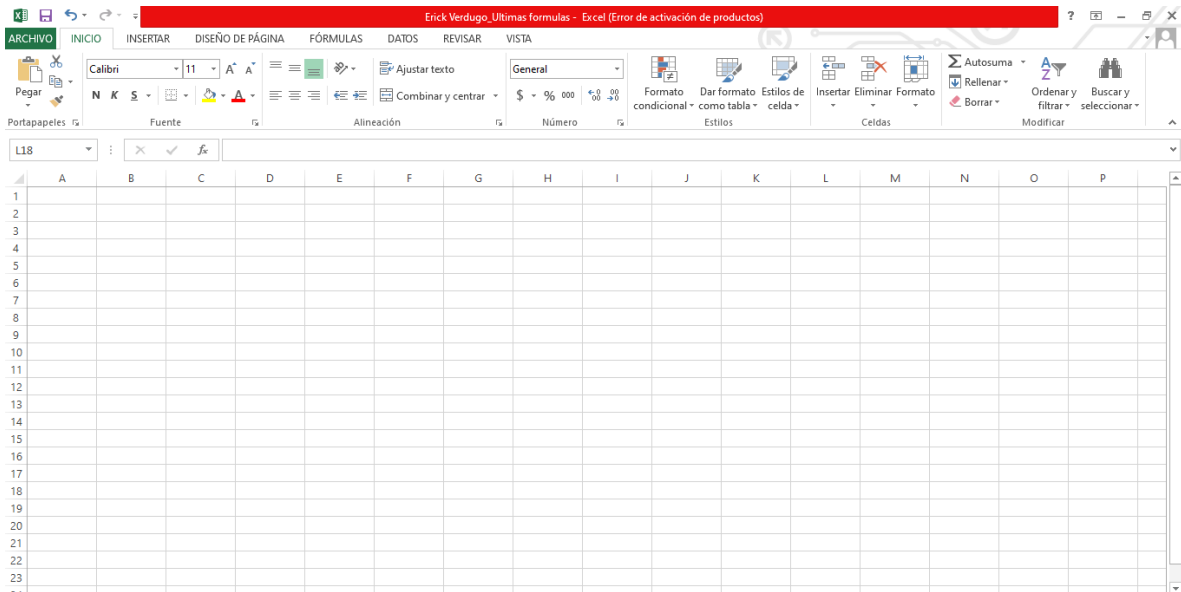 Erick Verdugo_Ultimas formulas - Excel (Error de activación de productos)
?
ARCHIVO INICIO INSERTAR DISEÑO DE PÁGINA FÓRMULAS DATOS REVISAR VISTA
Pegar
Portapapeles
Calibri 11 A A
N K S A
Fuente
Ajustar texto
Combinar y centrar
Alineación
General
$ % 000
Número
Formato condicional
Dar formato como tabla
Estilos de celda
Estilos
Insertar Eliminar Formato
Celdas
Autosuma
Rellenar
Borrar
Ordenar y filtrar
Buscar y seleccionar
Modificar
L18 fx
A B C D E F G H I J K L M N O P
1
2
3
4
5
6
7
8
9
10
11
12
13
14
15
16
17
18
19
20
21
22
23